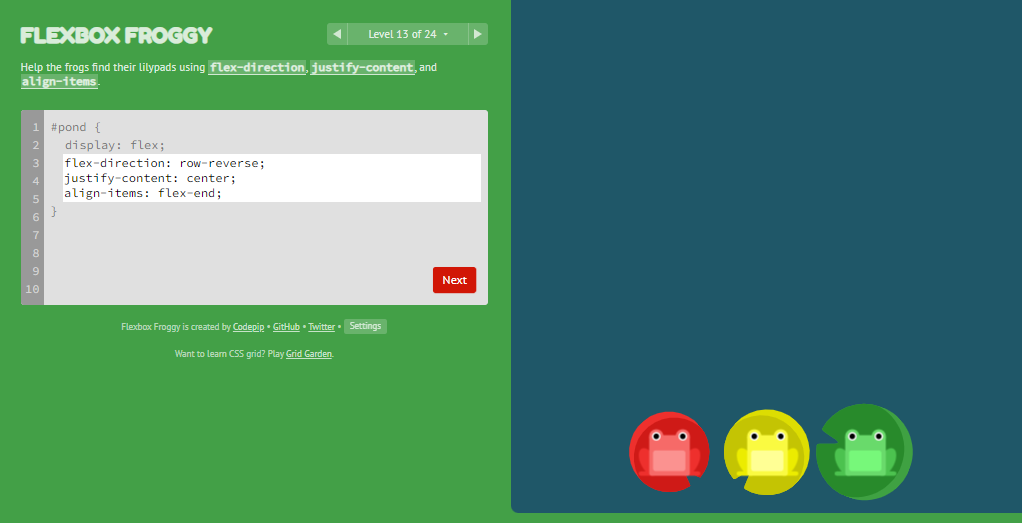 FLEXBOX FROGGY
Level 13 of 24
Help the frogs find their lilypads using flex-direction, justify-content, and
align-items.
1 #pond {
2 display: flex;
3 flex-direction: row-reverse;
4 justify-content: center;
5 align-items: flex-end;
6 }
7
8
9
10
Next
Flexbox Froggy is created by Codepip • GitHub • Twitter • Settings
Want to learn CSS grid? Play Grid Garden.